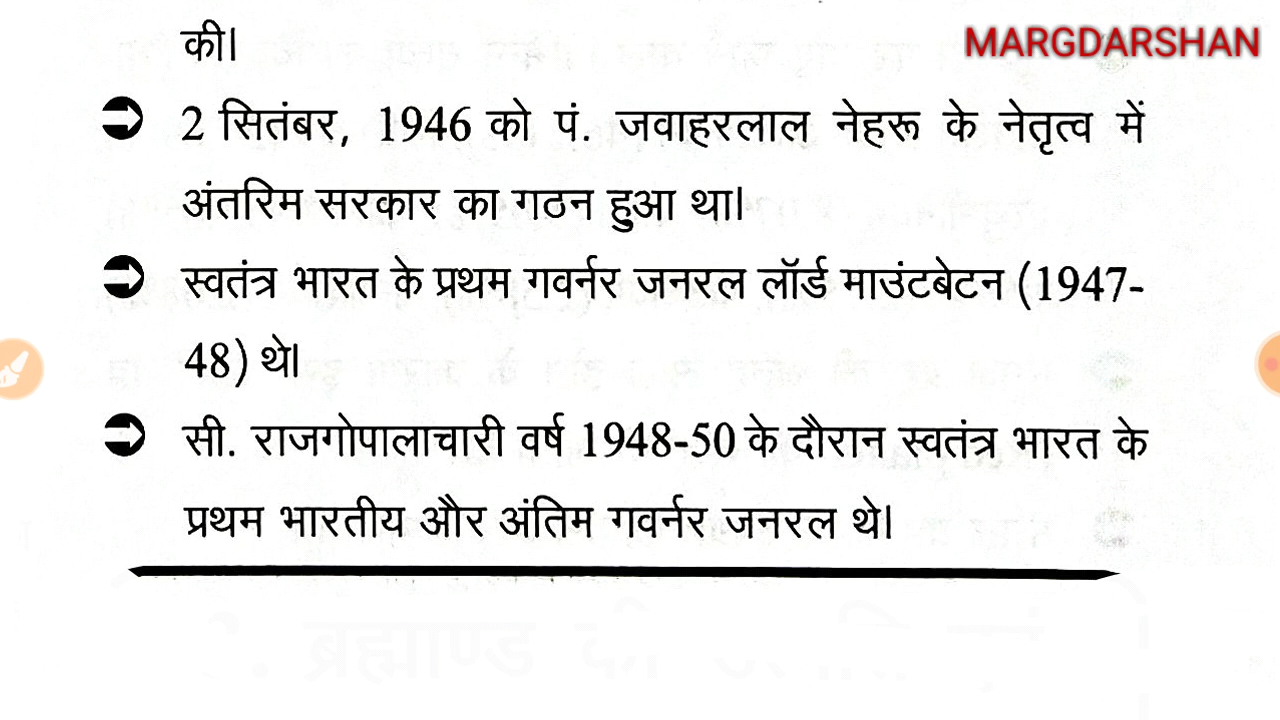 MARGDARSHAN
की।
➲ 2 सितंबर, 1946 को पं. जवाहरलाल नेहरू के नेतृत्व में
अंतरिम सरकार का गठन हुआ था।
➲ स्वतंत्र भारत के प्रथम गवर्नर जनरल लॉर्ड माउंटबेटन (1947-
48) थे।
➲ सी. राजगोपालाचारी वर्ष 1948-50 के दौरान स्वतंत्र भारत के
प्रथम भारतीय और अंतिम गवर्नर जनरल थे।
ब्रह्माण्ड